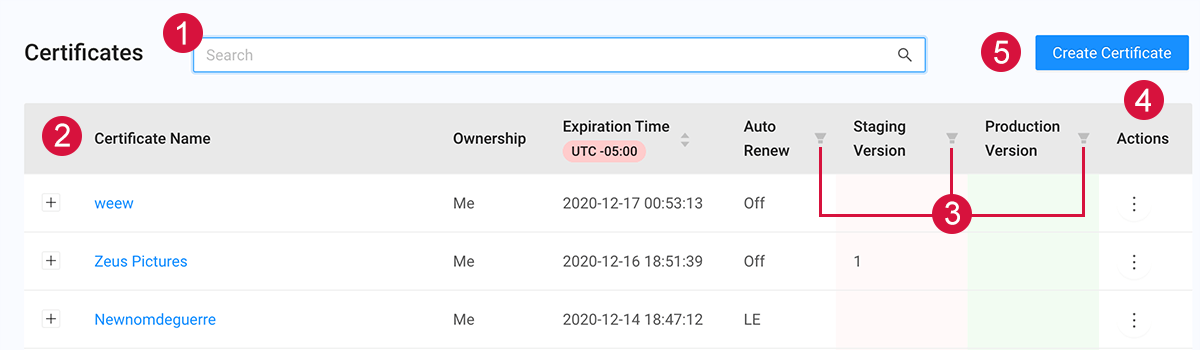 1
Certificates
Search
5
Create Certificate
2
Certificate Name
Ownership
Expiration Time
UTC -05:00
Auto
Renew
Staging
Version
Production
Version
4
Actions
3
weew Me 2020-12-17 00:53:13 Off
Zeus Pictures Me 2020-12-16 18:51:39 Off 1
Newnomdeguerre Me 2020-12-14 18:47:12 LE